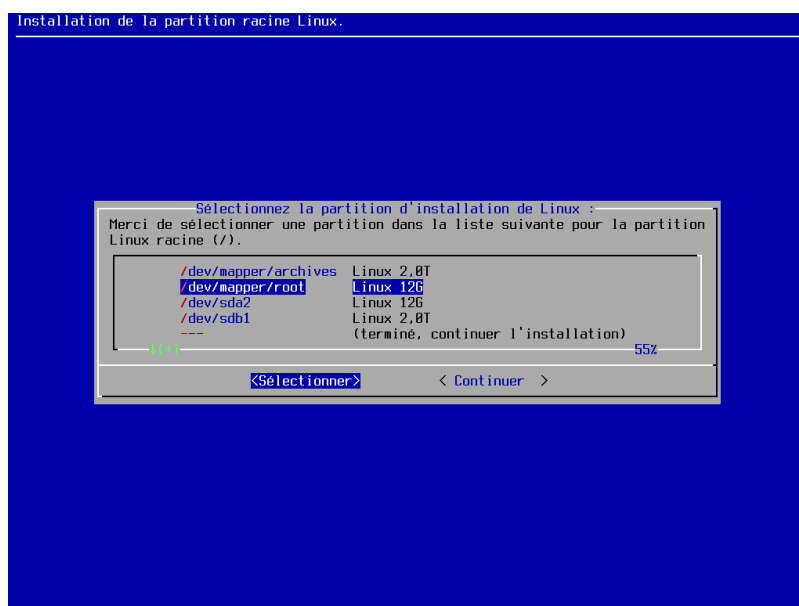 Installation de la partition racine Linux.
Sélectionnez la partition d'installation de Linux :
Merci de sélectionner une partition dans la liste suivante pour la partition
Linux racine (/).
/dev/mapper/archives Linux 2,0T
/dev/mapper/root Linux 12G
/dev/sda2 Linux 12G
/dev/sdb1 Linux 2,0T
--- (terminé, continuer l'installation)
↓(+) 55%
<Sélectionner> < Continuer >